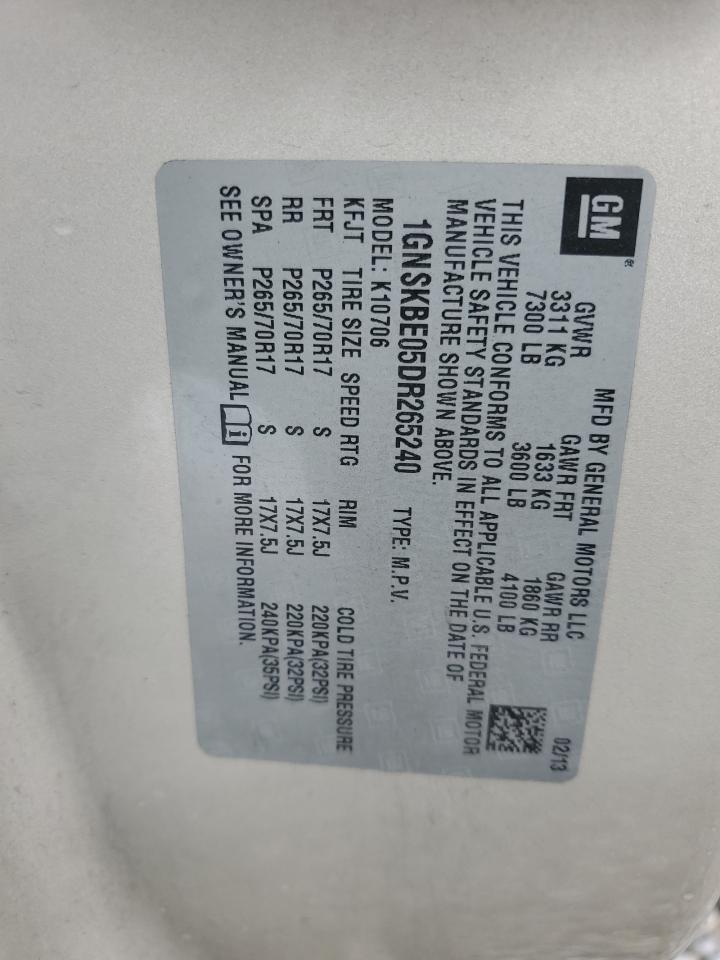 GM
MFD BY GENERAL MOTORS LLC 02/13
GVWR GAWR FRT GAWR RR
3311 KG 1633 KG 1860 KG
7300 LB 3600 LB 4100 LB
THIS VEHICLE CONFORMS TO ALL APPLICABLE U.S. FEDERAL MOTOR
VEHICLE SAFETY STANDARDS IN EFFECT ON THE DATE OF
MANUFACTURE SHOWN ABOVE.
1GNSKBE05DR265240 TYPE: M.P.V.
MODEL: K10706
KFJT TIRE SIZE SPEED RTG RIM COLD TIRE PRESSURE
FRT P265/70R17 S 17X7.5J 220KPA(32PSI)
RR P265/70R17 S 17X7.5J 220KPA(32PSI)
SPA P265/70R17 S 17X7.5J 240KPA(35PSI)
SEE OWNER'S MANUAL i FOR MORE INFORMATION.